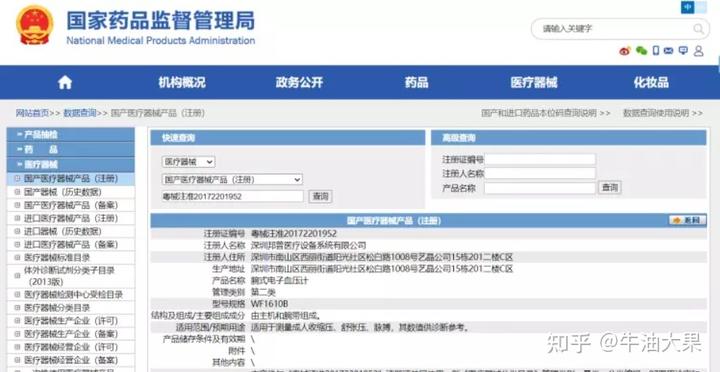 国家药品监督管理局
National Medical Products Administration
中
请输入关键字
机构概况 政务公开 药品 医疗器械 化妆品
网站首页>> 数据查询>> 国产医疗器械产品（注册） 国产和进口药品本位码查询说明 >> 数据查询使用说明 >>
产品抽检
药 品
医疗器械
国产医疗器械产品（注册）
国产器械（历史数据）
国产医疗器械产品（备案）
进口医疗器械产品（注册）
进口器械（历史数据）
进口医疗器械产品（备案）
医疗器械标准目录
体外诊断试剂分类子目录
（2013版）
医疗器械检测中心受检目录
医疗器械分类目录
医疗器械生产企业（许可）
医疗器械生产企业（备案）
医疗器械经营企业（许可）
医疗器械经营企业（备案）
快速查询
医疗器械
国产医疗器械产品（注册）
粤械注准20172201952 查询
高级查询
注册证编号
注册人名称
产品名称 查询
国产医疗器械产品（注册） 返回
注册证编号 粤械注准20172201952
注册人名称 深圳邦普医疗设备系统有限公司
注册人住所 深圳市南山区西丽街道阳光社区松白路1008号艺晶公司15栋201二楼C区
生产地址 深圳市南山区西丽街道阳光社区松白路1008号艺晶公司15栋201二楼C区
产品名称 腕式电子血压计
管理类别 第二类
型号规格 WF1610B
结构及组成/主要组成成分 由主机和腕带组成。
适用范围/预期用途 适用于测量成人收缩压、舒张压、脉搏，其数值供诊断参考。
产品储存条件及有效期 \
附件 \
其他内容 \
知乎 @牛油大果